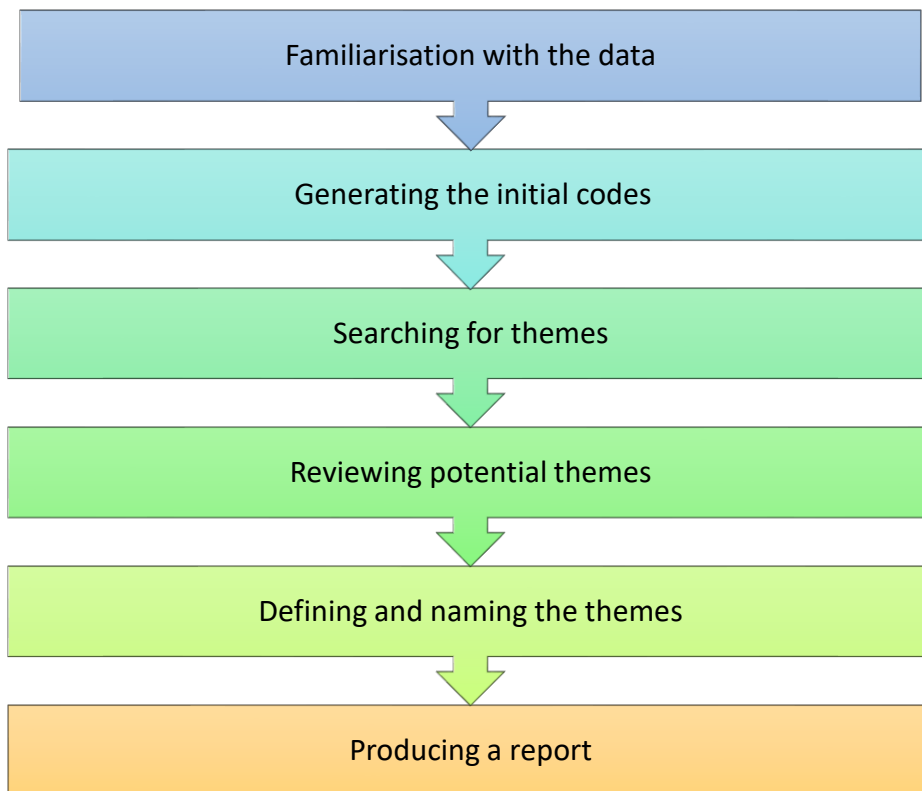 Familiarisation with the data
Generating the initial codes
Searching for themes
Reviewing potential themes
Defining and naming the themes
Producing a report